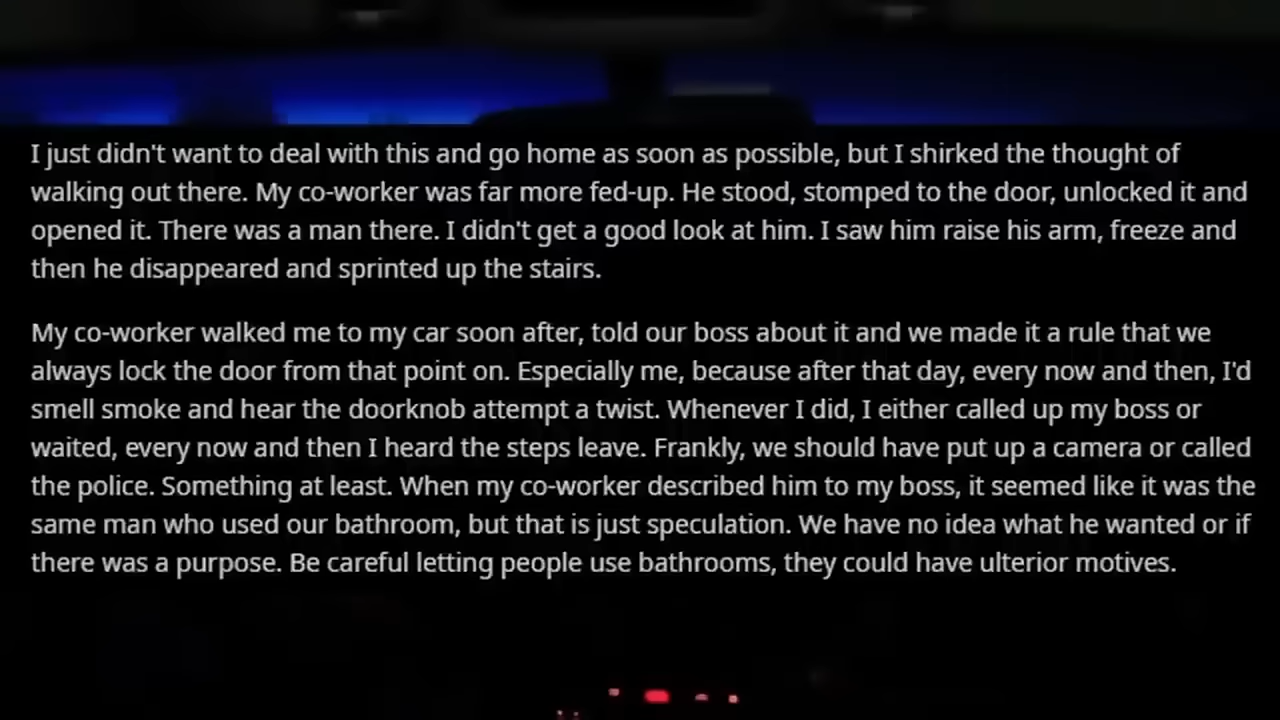 I just didn't want to deal with this and go home as soon as possible, but I shirked the thought of
walking out there. My co-worker was far more fed-up. He stood, stomped to the door, unlocked it and
opened it. There was a man there. I didn't get a good look at him. I saw him raise his arm, freeze and
then he disappeared and sprinted up the stairs.
My co-worker walked me to my car soon after, told our boss about it and we made it a rule that we
always lock the door from that point on. Especially me, because after that day, every now and then, I'd
smell smoke and hear the doorknob attempt a twist. Whenever I did, I either called up my boss or
waited, every now and then I heard the steps leave. Frankly, we should have put up a camera or called
the police. Something at least. When my co-worker described him to my boss, it seemed like it was the
same man who used our bathroom, but that is just speculation. We have no idea what he wanted or if
there was a purpose. Be careful letting people use bathrooms, they could have ulterior motives.